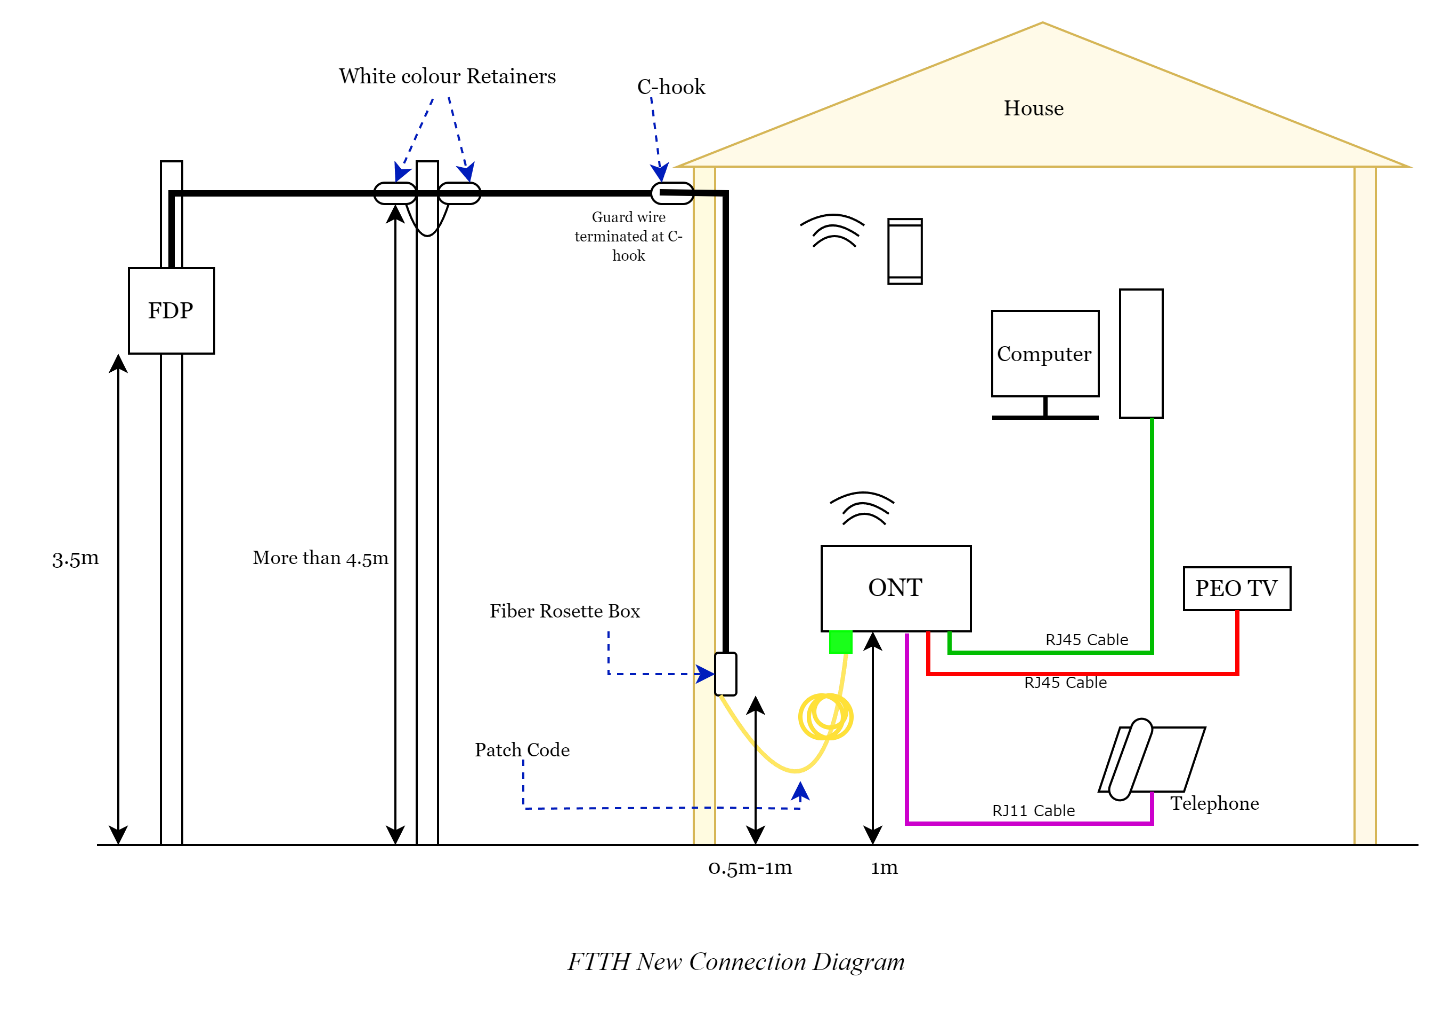 White colour Retainers
C-hook
House
Guard wire
terminated at C-
hook
FDP
Computer
3.5m
More than 4.5m
Fiber Rosette Box
ONT
PEO TV
RJ45 Cable
RJ45 Cable
Patch Code
Telephone
RJ11 Cable
0.5m-1m
1m
FTTH New Connection Diagram